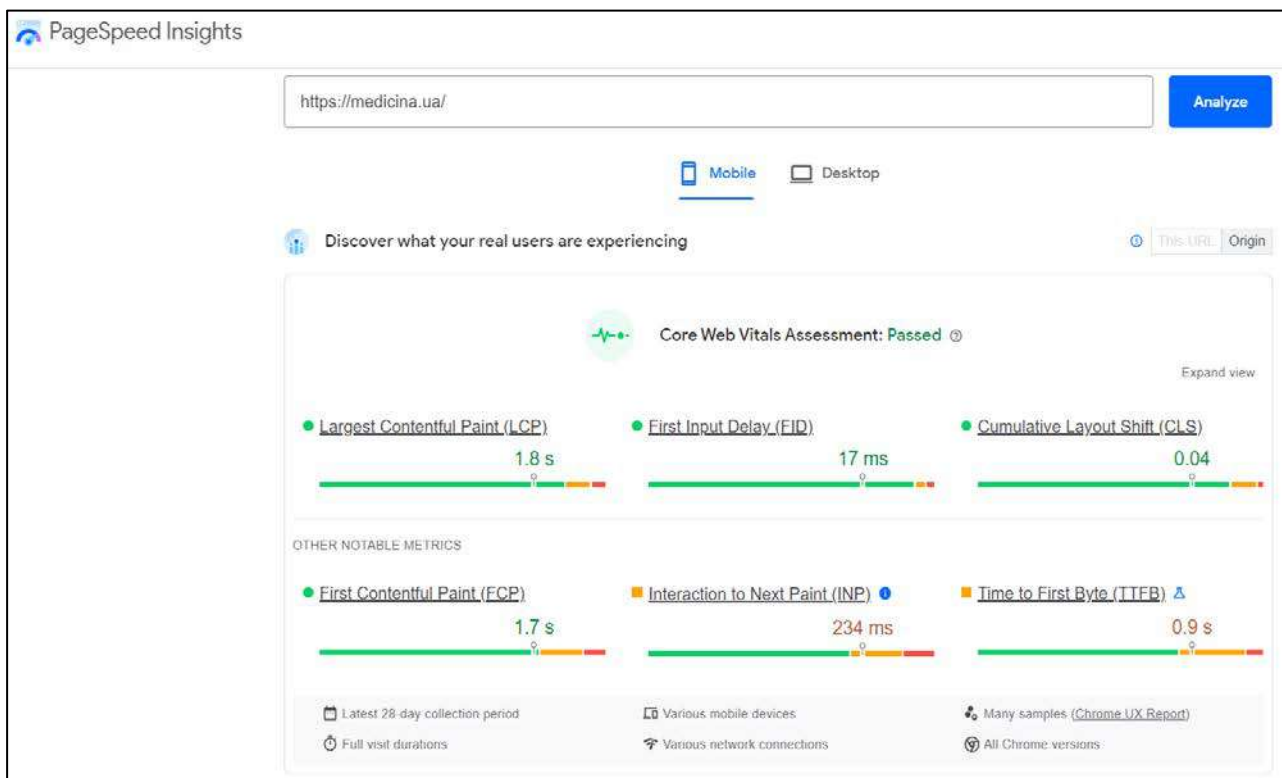 PageSpeed Insights
https://medicina.ua/
Analyze
Mobile
Desktop
Discover what your real users are experiencing
This URL
Origin
Core Web Vitals Assessment: Passed
Expand view
Largest Contentful Paint (LCP)
1.8 s
First Input Delay (FID)
17 ms
Cumulative Layout Shift (CLS)
0.04
OTHER NOTABLE METRICS
First Contentful Paint (FCP)
1.7 s
Interaction to Next Paint (INP)
234 ms
Time to First Byte (TTFB)
0.9 s
Latest 28-day collection period
Various mobile devices
Many samples (Chrome UX Report)
Full visit durations
Various network connections
All Chrome versions